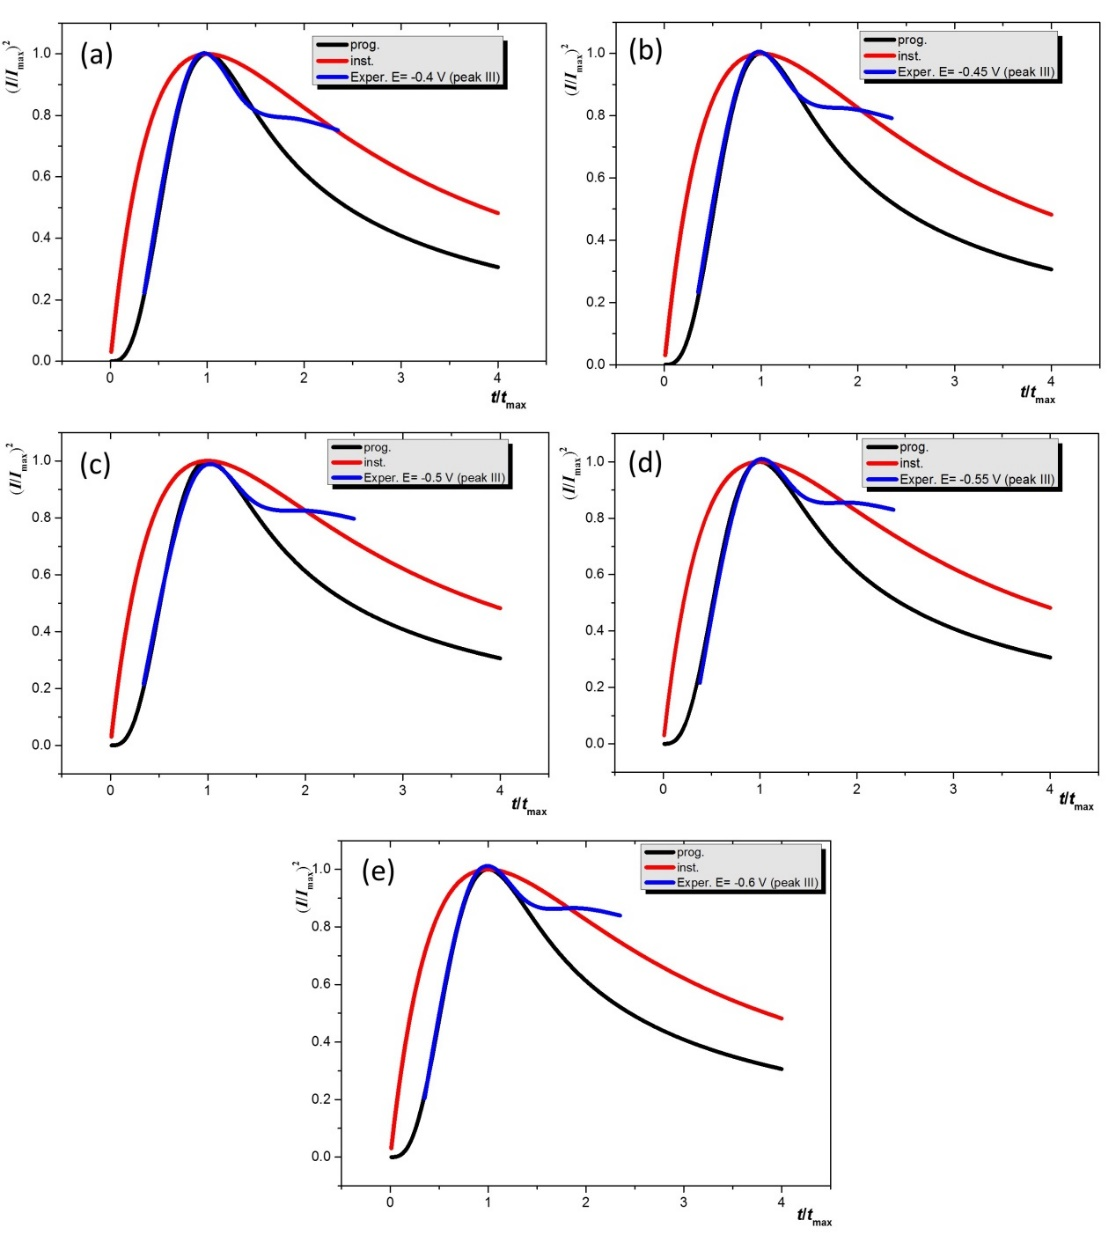 (a)
(I/I_max)²
prog.
inst.
Exper. E= -0.4 V (peak III)
1.0
0.8
0.6
0.4
0.2
0.0
0 1 2 3 4
t/t_max
(b)
(I/I_max)²
prog.
inst.
Exper. E= -0.45 V (peak III)
1.0
0.8
0.6
0.4
0.2
0.0
0 1 2 3 4
t/t_max
(c)
(I/I_max)²
prog.
inst.
Exper. E= -0.5 V (peak III)
1.0
0.8
0.6
0.4
0.2
0.0
0 1 2 3 4
t/t_max
(d)
(I/I_max)²
prog.
inst.
Exper. E= -0.55 V (peak III)
1.0
0.8
0.6
0.4
0.2
0.0
0 1 2 3 4
t/t_max
(e)
(I/I_max)²
prog.
inst.
Exper. E= -0.6 V (peak III)
1.0
0.8
0.6
0.4
0.2
0.0
0 1 2 3 4
t/t_max